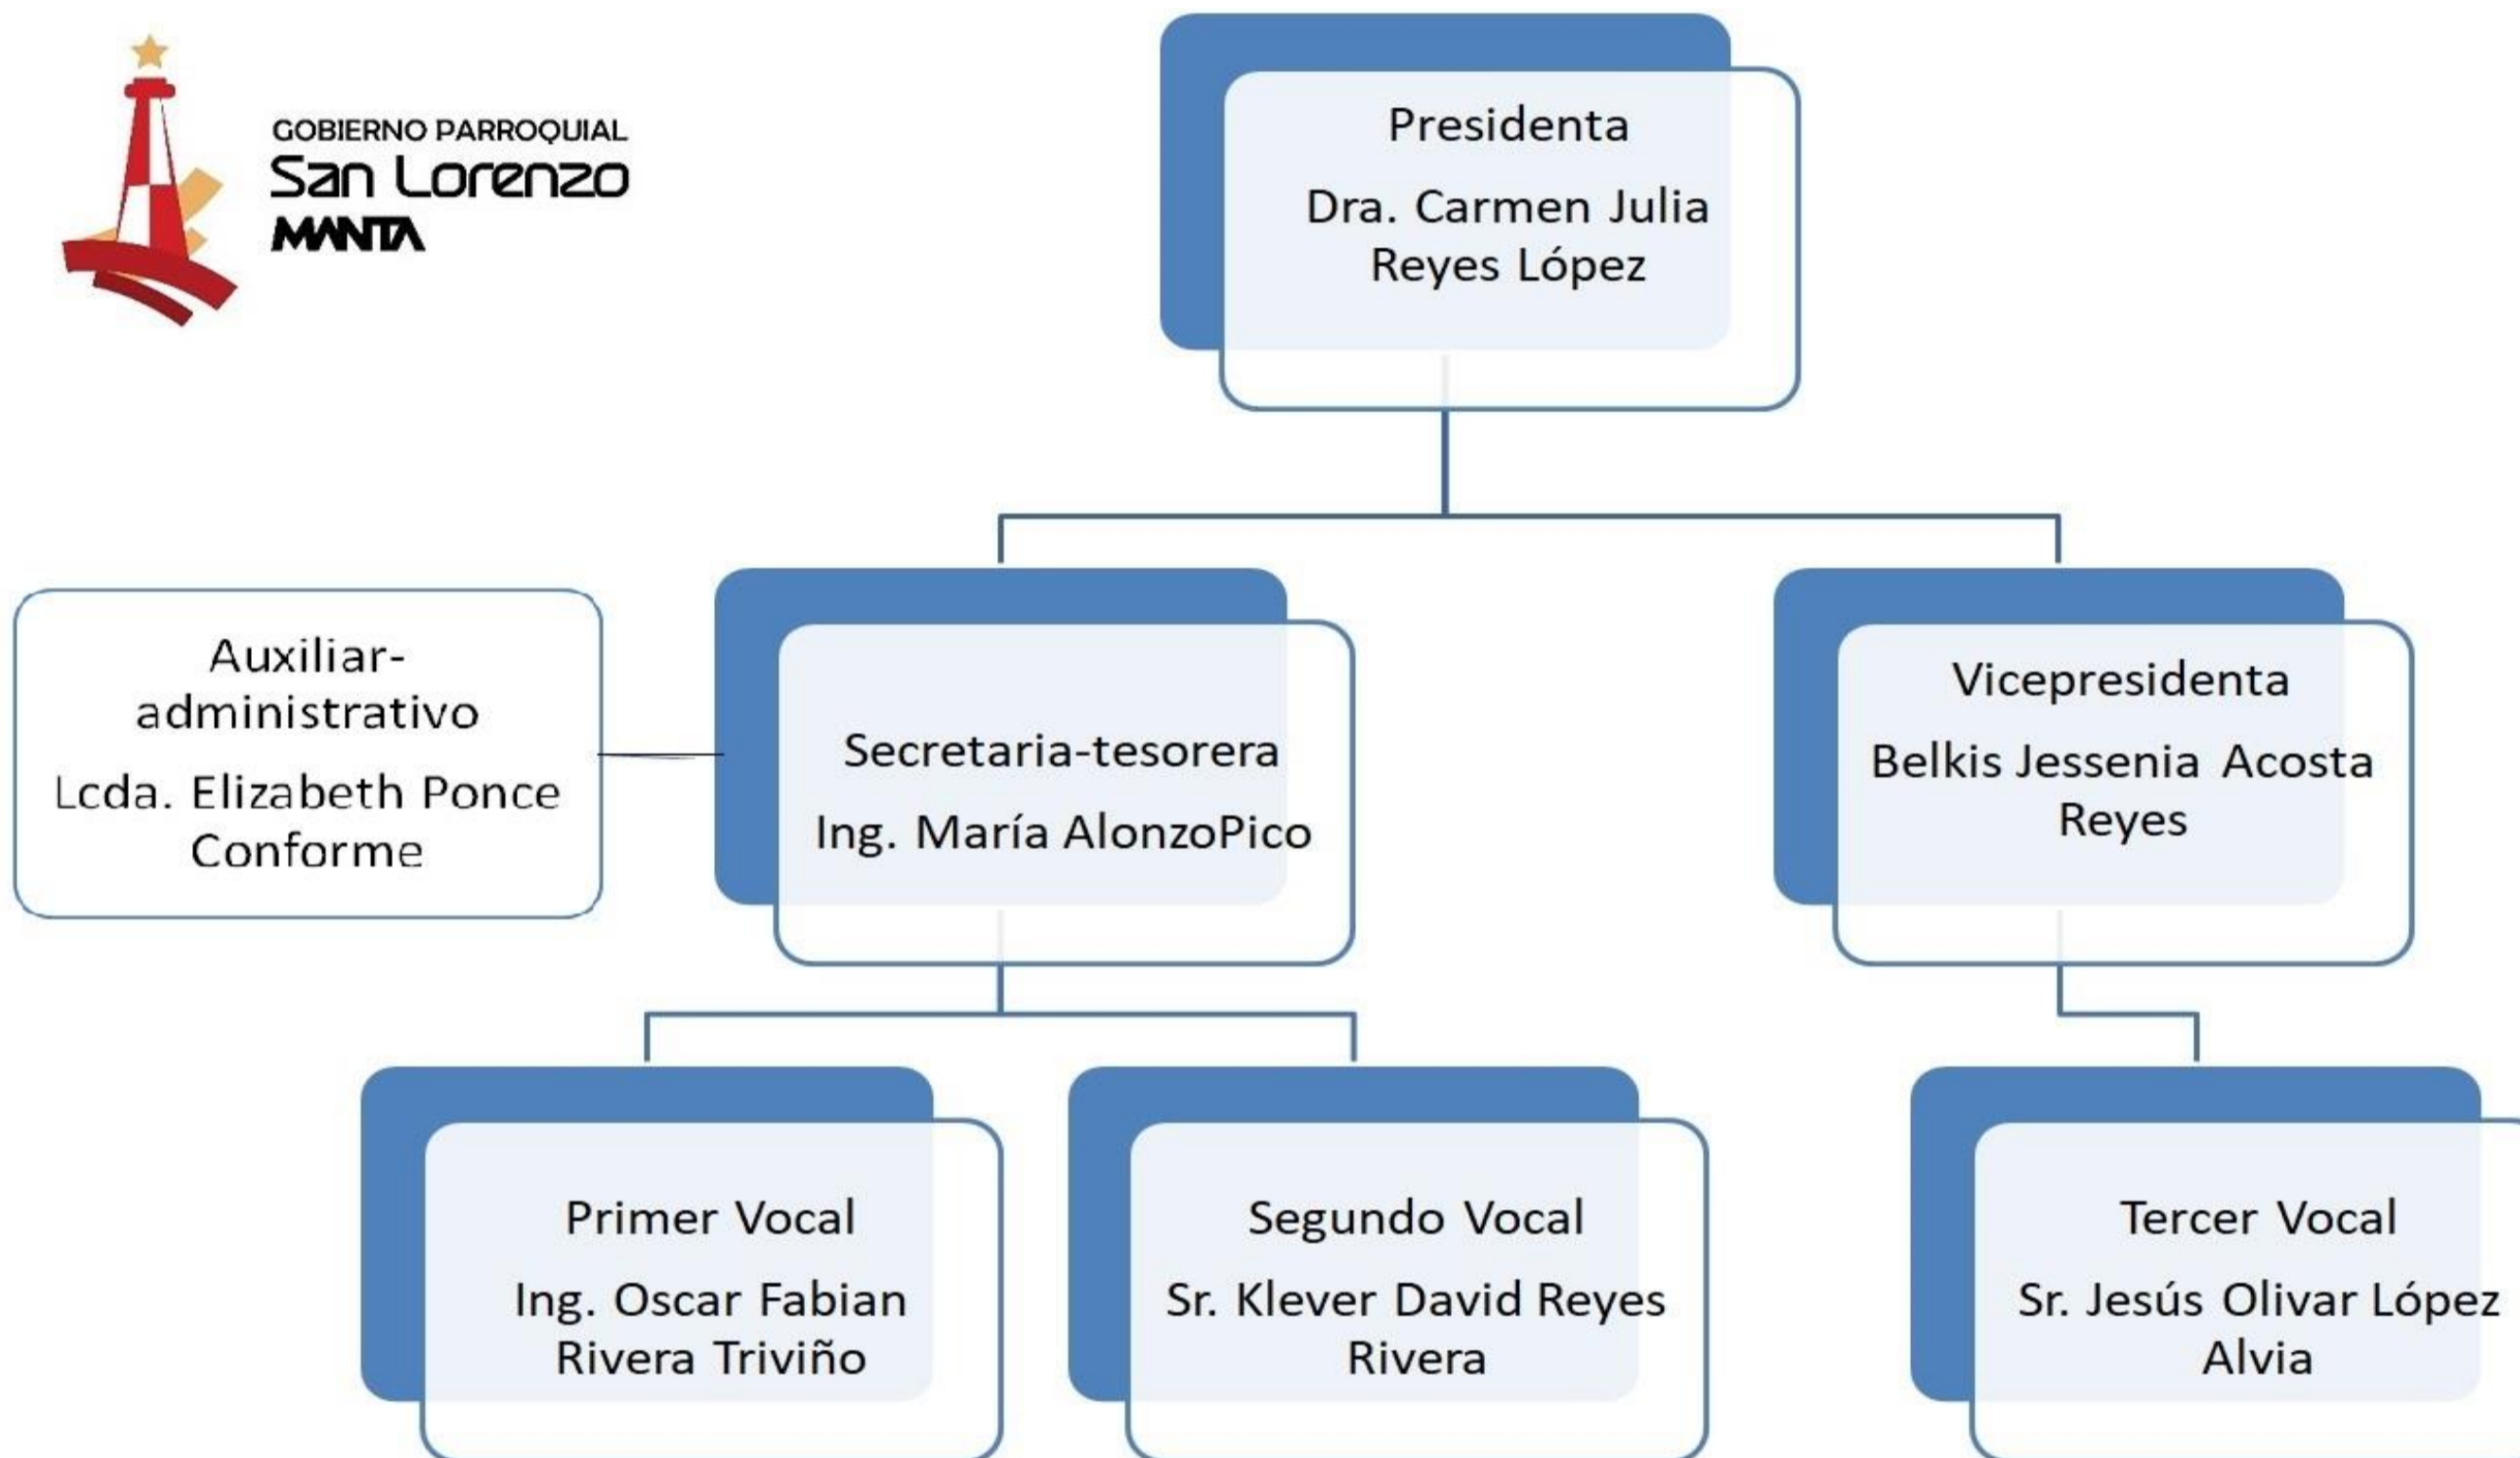 GOBIERNO PARROQUIAL
San Lorenzo
MANTA
Presidenta
Dra. Carmen Julia
Reyes López
Auxiliar-
administrativo
Lcda. Elizabeth Ponce
Conforme
Secretaria-tesorera
Ing. María AlonzoPico
Vicepresidenta
Belkis Jessenia Acosta
Reyes
Primer Vocal
Ing. Oscar Fabian
Rivera Triviño
Segundo Vocal
Sr. Klever David Reyes
Rivera
Tercer Vocal
Sr. Jesús Olivar López
Alvia